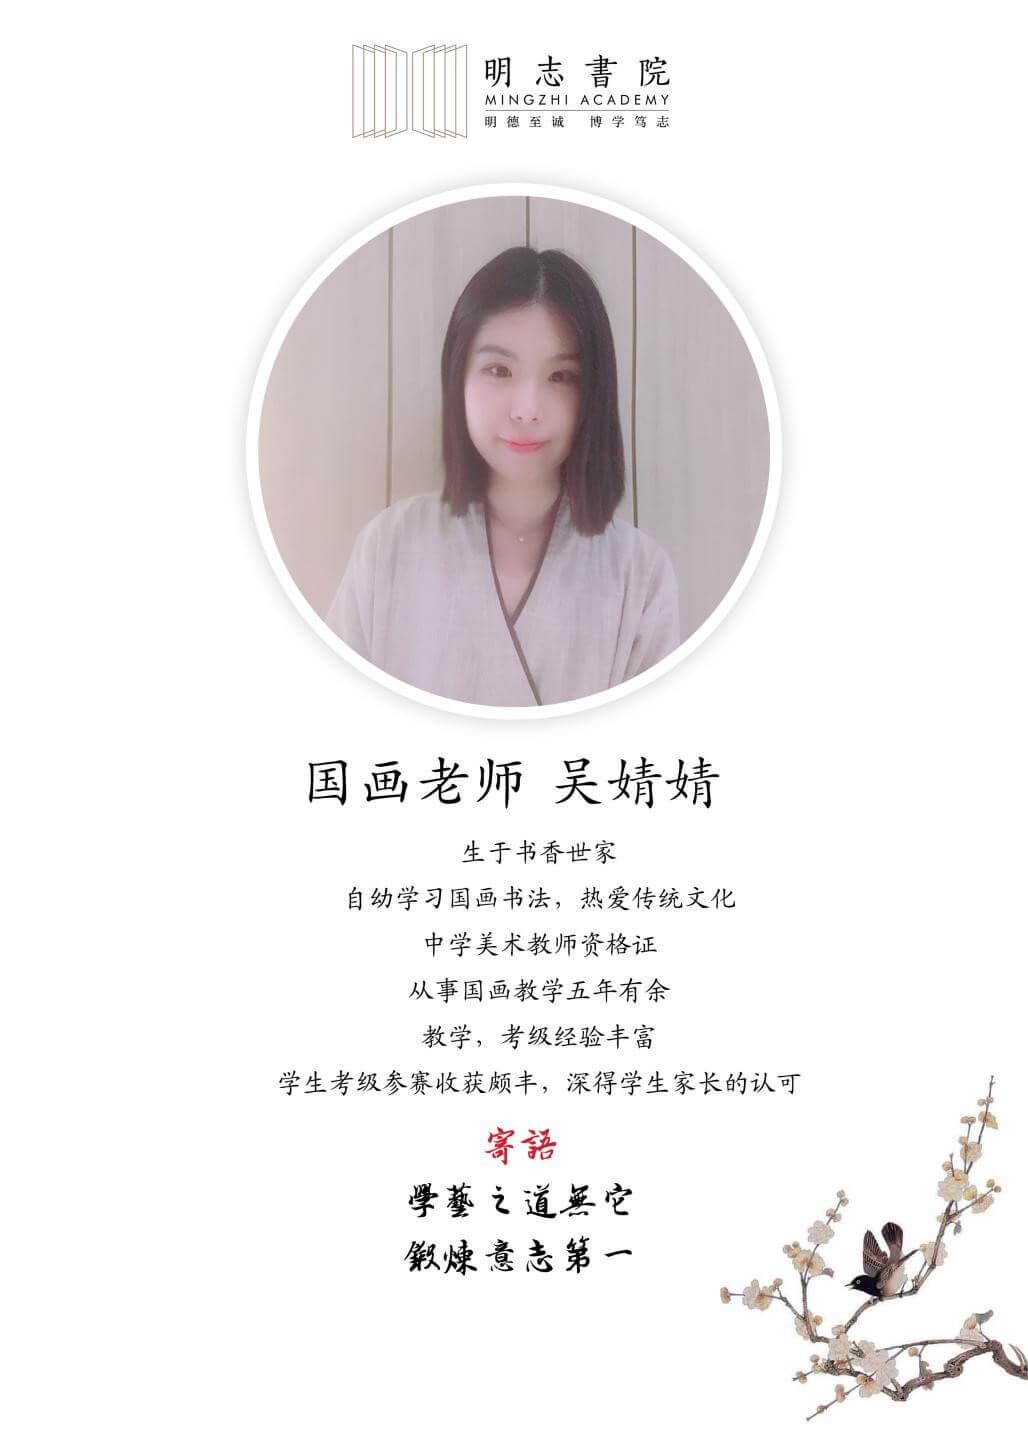 明志書院
MINGZHI ACADEMY
明德至诚 博学笃志
国画老师 吴婧婧
生于书香世家
自幼学习国画书法，热爱传统文化
中学美术教师资格证
从事国画教学五年有余
教学，考级经验丰富
学生考级参赛收获颇丰，深得学生家长的认可
寄語
學藝之道無它
鍛煉意志第一